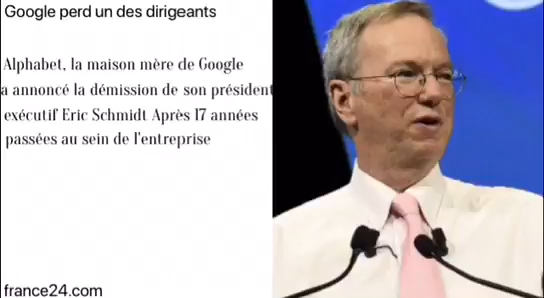 Google perd un des dirigeants
Alphabet, la maison mère de Google
a annoncé la démission de son président
exécutif Eric Schmidt Après 17 années
passées au sein de l'entreprise
france24.com